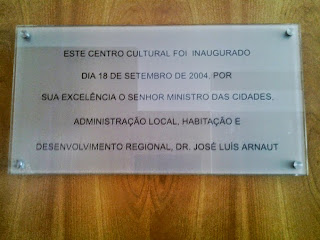 ESTE CENTRO CULTURAL FOI INAUGURADO
DIA 18 DE SETEMBRO DE 2004, POR
SUA EXCELÊNCIA O SENHOR MINISTRO DAS CIDADES,
ADMINISTRAÇÃO LOCAL, HABITAÇÃO E
DESENVOLVIMENTO REGIONAL, DR. JOSÉ LUÍS ARNAUT